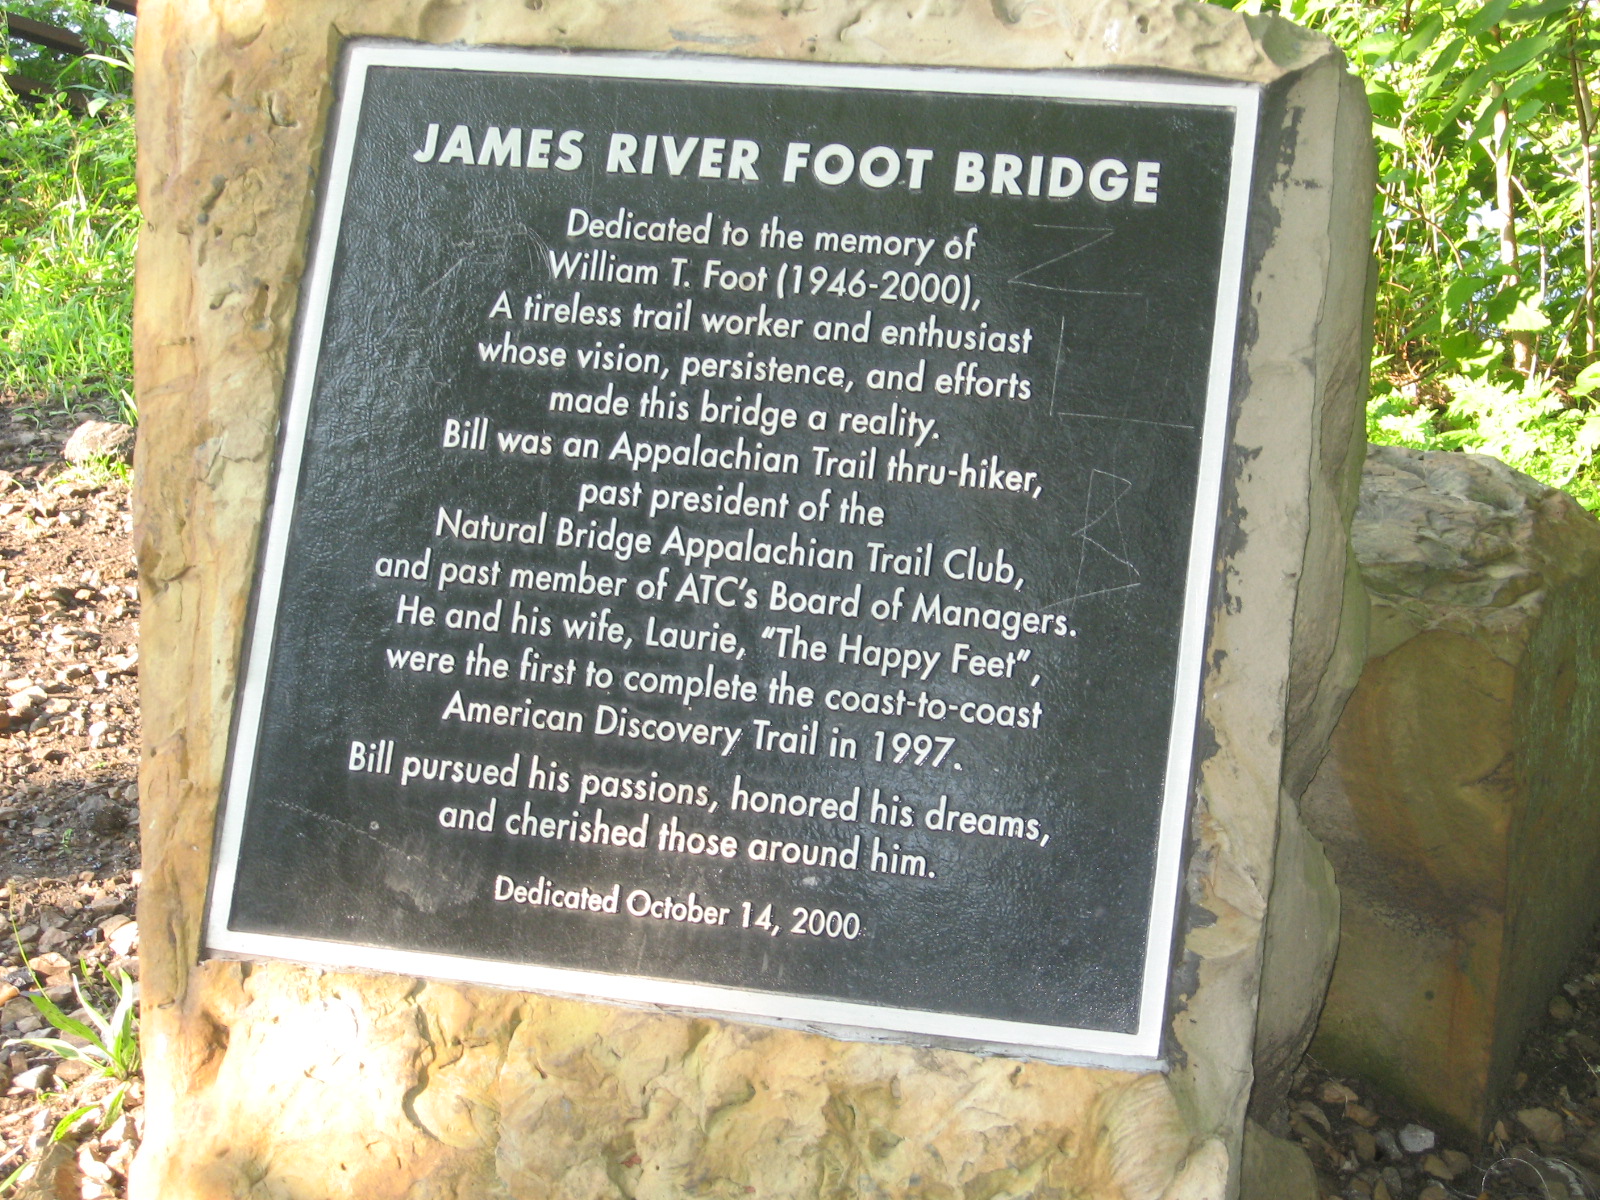 JAMES RIVER FOOT BRIDGE
Dedicated to the memory of
William T. Foot (1946-2000),
A tireless trail worker and enthusiast
whose vision, persistence, and efforts
made this bridge a reality.
Bill was an Appalachian Trail thru-hiker,
past president of the
Natural Bridge Appalachian Trail Club,
and past member of ATC's Board of Managers.
He and his wife, Laurie, "The Happy Feet",
were the first to complete the coast-to-coast
American Discovery Trail in 1997.
Bill pursued his passions, honored his dreams,
and cherished those around him.
Dedicated October 14, 2000